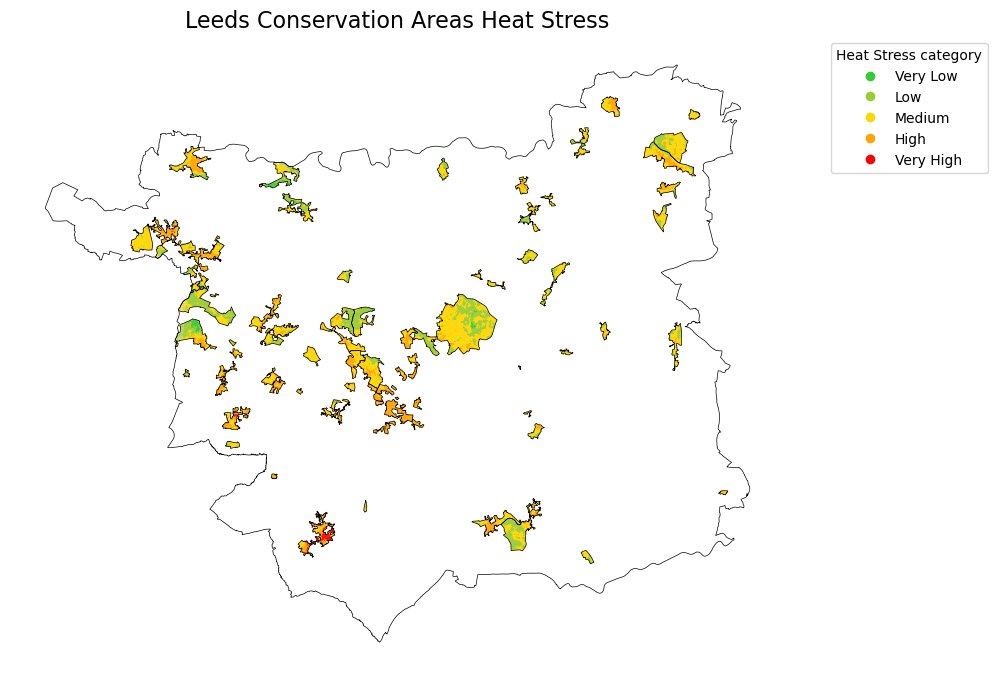 Leeds Conservation Areas Heat Stress
Heat Stress category
Very Low
Low
Medium
High
Very High